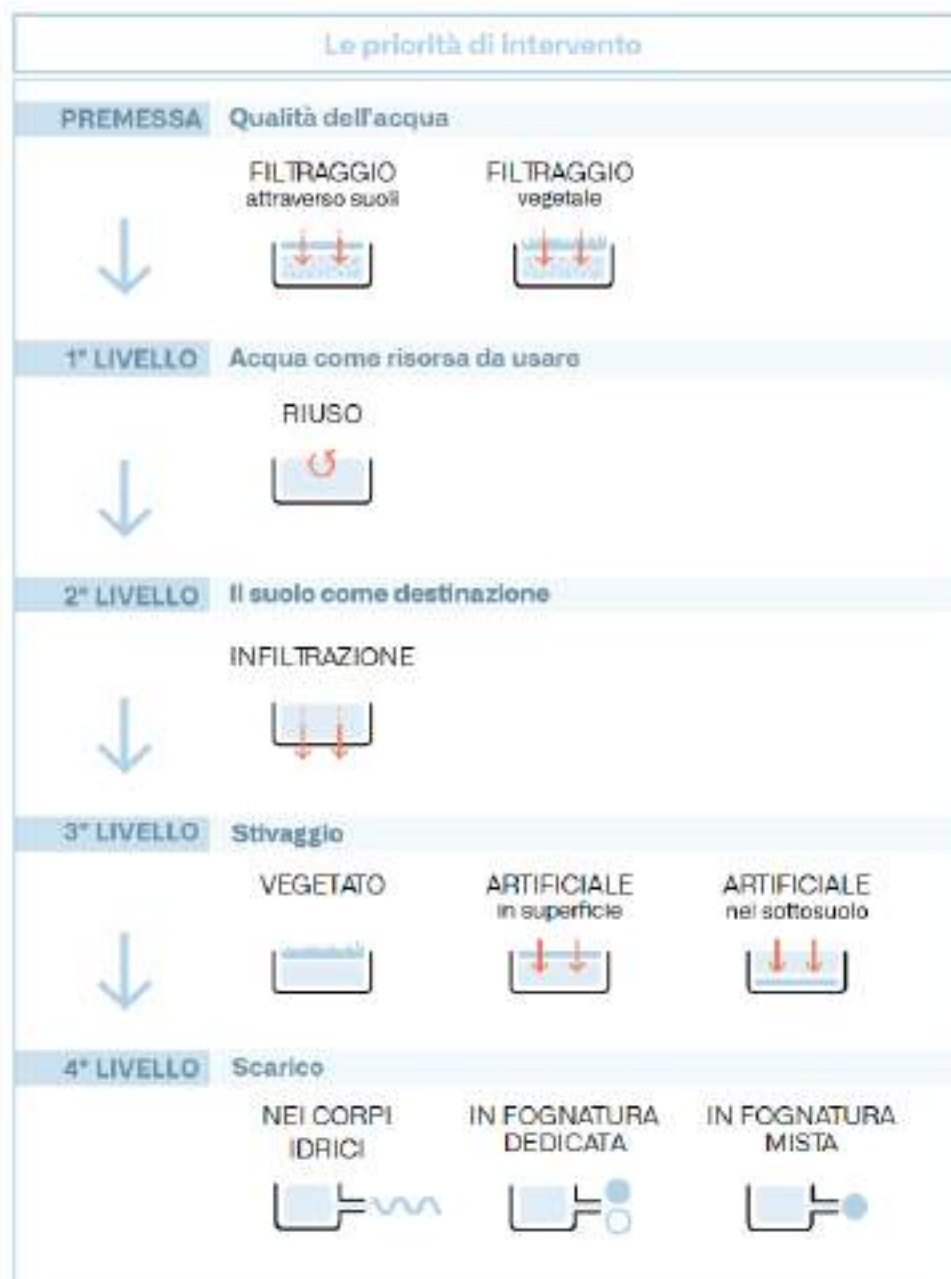 Le priorità di intervento
PREMESSA Qualità dell'acqua
FILTRAGGIO
attraverso suoli
FILTRAGGIO
vegetale
1° LIVELLO Acqua come risorsa da usare
RIUSO
2° LIVELLO Il suolo come destinazione
INFILTRAZIONE
3° LIVELLO Stivaggio
VEGETATO
ARTIFICIALE
in superficie
ARTIFICIALE
nel sottosuolo
4° LIVELLO Scarico
NEI CORPI
IDRICI
IN FOGNATURA
DEDICATA
IN FOGNATURA
MISTA